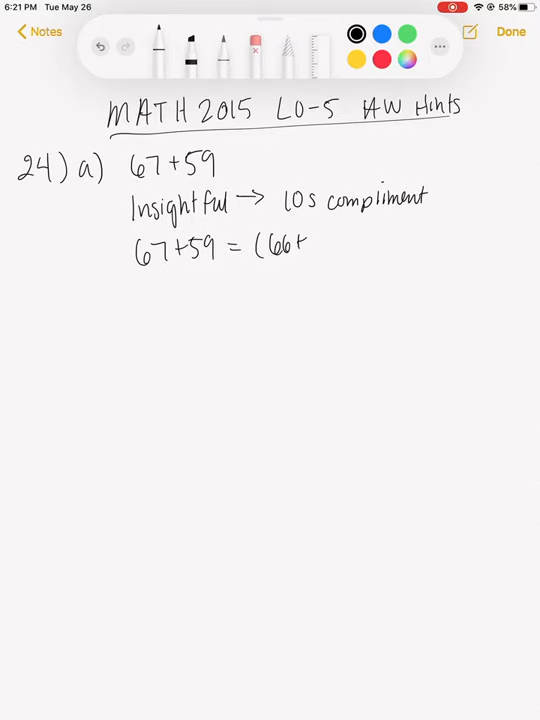 6:21 PM Tue May 26
58%
Notes
Done
MATH 2015 LO-5 HW Hints
24) a) 67+59
Insightful → 10s compliment
67+59 = (66+